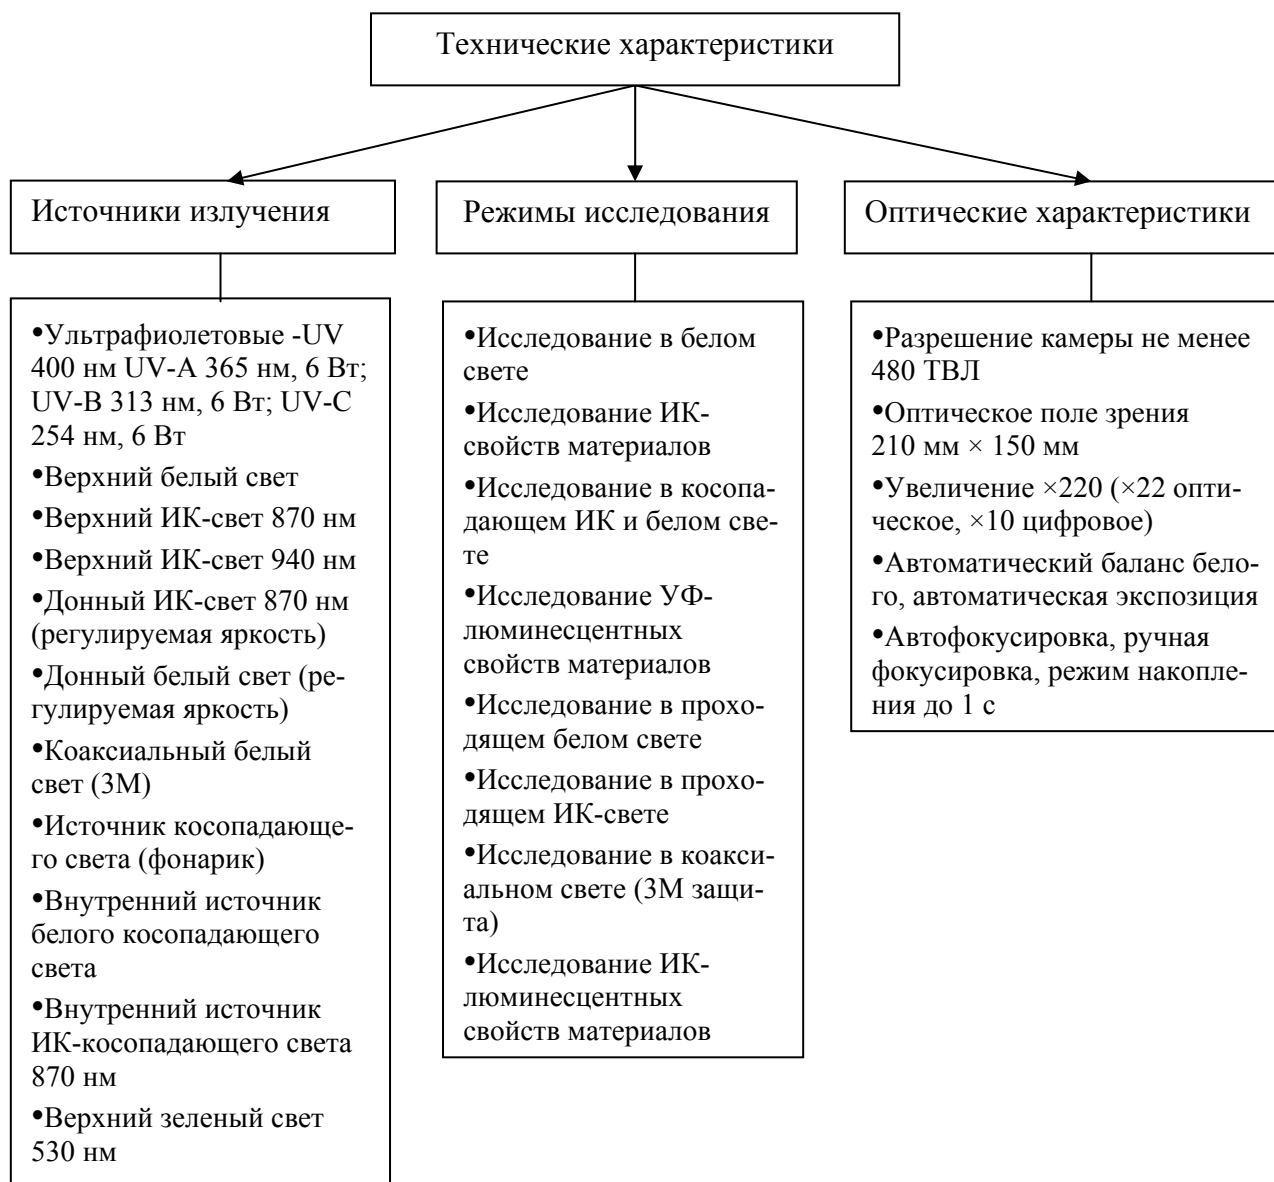 Технические характеристики
Источники излучения
•Ультрафиолетовые -UV
400 нм UV-A 365 нм, 6 Вт;
UV-B 313 нм, 6 Вт; UV-C
254 нм, 6 Вт
•Верхний белый свет
•Верхний ИК-свет 870 нм
•Верхний ИК-свет 940 нм
•Донный ИК-свет 870 нм
(регулируемая яркость)
•Донный белый свет (ре-
гулируемая яркость)
•Коаксиальный белый
свет (3М)
•Источник косопадающе-
го света (фонарик)
•Внутренний источник
белого косопадающего
света
•Внутренний источник
ИК-косопадающего света
870 нм
•Верхний зеленый свет
530 нм
Режимы исследования
•Исследование в белом
свете
•Исследование ИК-
свойств материалов
•Исследование в косопа-
дающем ИК и белом све-
те
•Исследование УФ-
люминесцентных
свойств материалов
•Исследование в прохо-
дящем белом свете
•Исследование в прохо-
дящем ИК-свете
•Исследование в коакси-
альном свете (3М защи-
та)
•Исследование ИК-
люминесцентных
свойств материалов
Оптические характеристики
•Разрешение камеры не менее
480 ТВЛ
•Оптическое поле зрения
210 мм × 150 мм
•Увеличение ×220 (×22 опти-
ческое, ×10 цифровое)
•Автоматический баланс бело-
го, автоматическая экспозиция
•Автофокусировка, ручная
фокусировка, режим накопле-
ния до 1 с